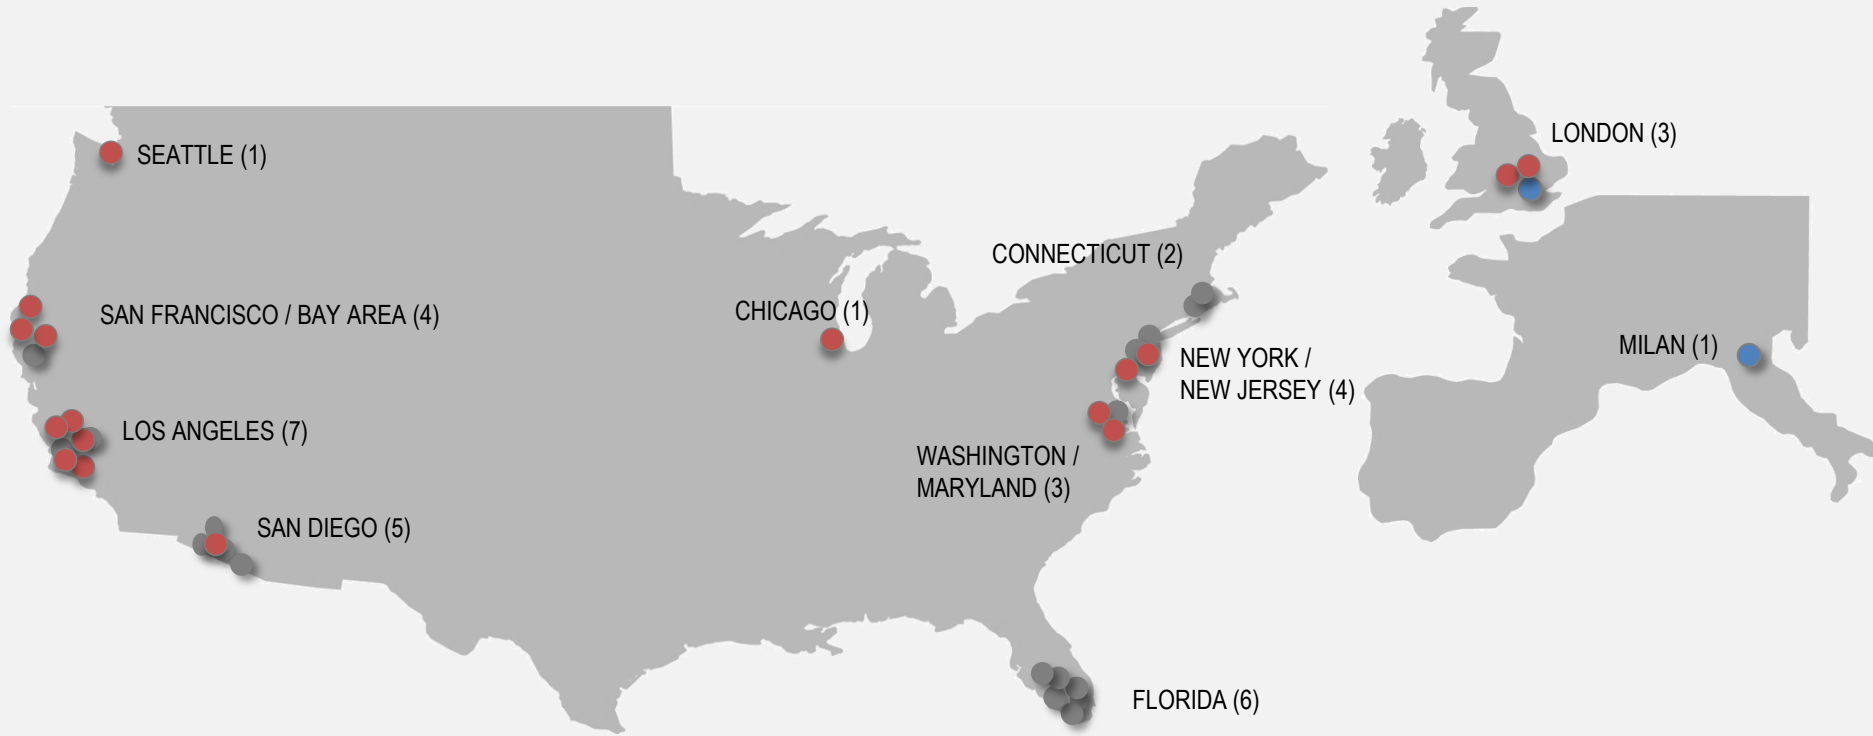 SEATTLE (1)
SAN FRANCISCO / BAY AREA (4)
LOS ANGELES (7)
SAN DIEGO (5)
CHICAGO (1)
CONNECTICUT (2)
NEW YORK /
NEW JERSEY (4)
WASHINGTON /
MARYLAND (3)
FLORIDA (6)
LONDON (3)
MILAN (1)